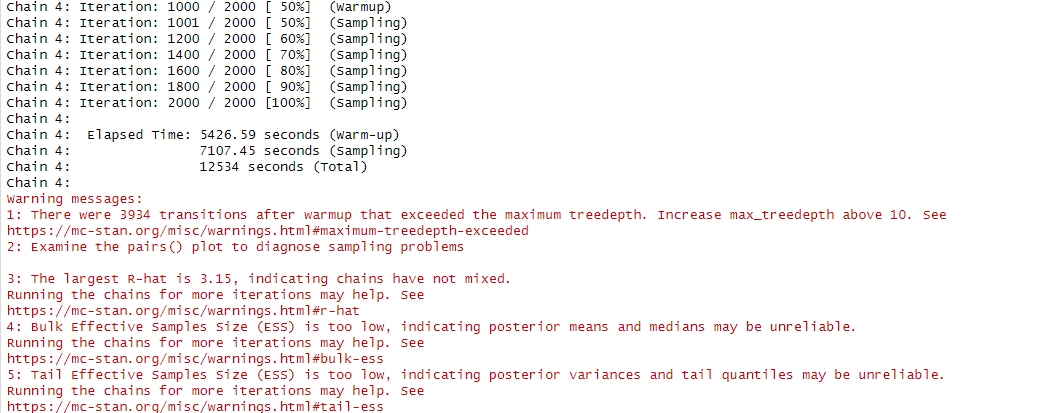 Chain 4: Iteration: 1000 / 2000 [ 50%]  (Warmup)
Chain 4: Iteration: 1001 / 2000 [ 50%]  (Sampling)
Chain 4: Iteration: 1200 / 2000 [ 60%]  (Sampling)
Chain 4: Iteration: 1400 / 2000 [ 70%]  (Sampling)
Chain 4: Iteration: 1600 / 2000 [ 80%]  (Sampling)
Chain 4: Iteration: 1800 / 2000 [ 90%]  (Sampling)
Chain 4: Iteration: 2000 / 2000 [100%]  (Sampling)
Chain 4:
Chain 4:  Elapsed Time: 5426.59 seconds (Warm-up)
Chain 4:                7107.45 seconds (Sampling)
Chain 4:                12534 seconds (Total)
Chain 4:
Warning messages:
1: There were 3934 transitions after warmup that exceeded the maximum treedepth. Increase max_treedepth above 10. See
https://mc-stan.org/misc/warnings.html#maximum-treedepth-exceeded
2: Examine the pairs() plot to diagnose sampling problems
3: The largest R-hat is 3.15, indicating chains have not mixed.
Running the chains for more iterations may help. See
https://mc-stan.org/misc/warnings.html#r-hat
4: Bulk Effective Samples Size (ESS) is too low, indicating posterior means and medians may be unreliable.
Running the chains for more iterations may help. See
https://mc-stan.org/misc/warnings.html#bulk-ess
5: Tail Effective Samples Size (ESS) is too low, indicating posterior variances and tail quantiles may be unreliable.
Running the chains for more iterations may help. See
https://mc-stan.org/misc/warnings.html#tail-ess